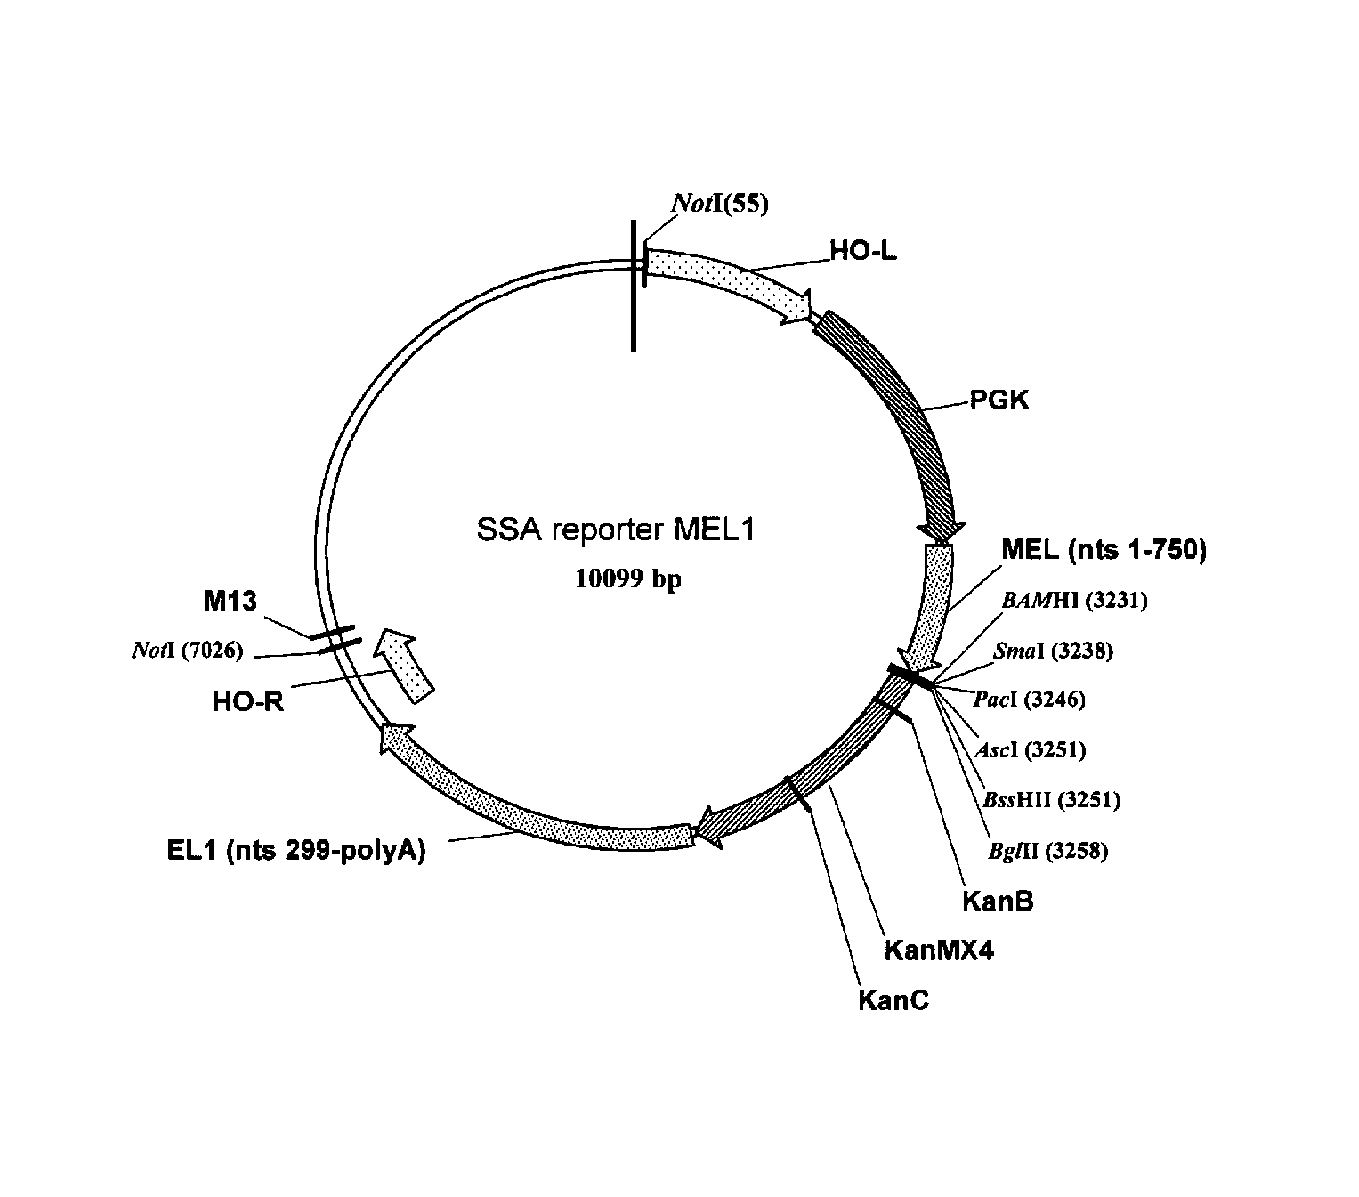 NotI(55)
HO-L
PGK
SSA reporter MEL1
10099 bp
MEL (nts 1-750)
BAMHI (3231)
SmaI (3238)
PacI (3246)
AscI (3251)
BssHII (3251)
BglII (3258)
KanB
KanMX4
KanC
M13
NotI (7026)
HO-R
EL1 (nts 299-polyA)